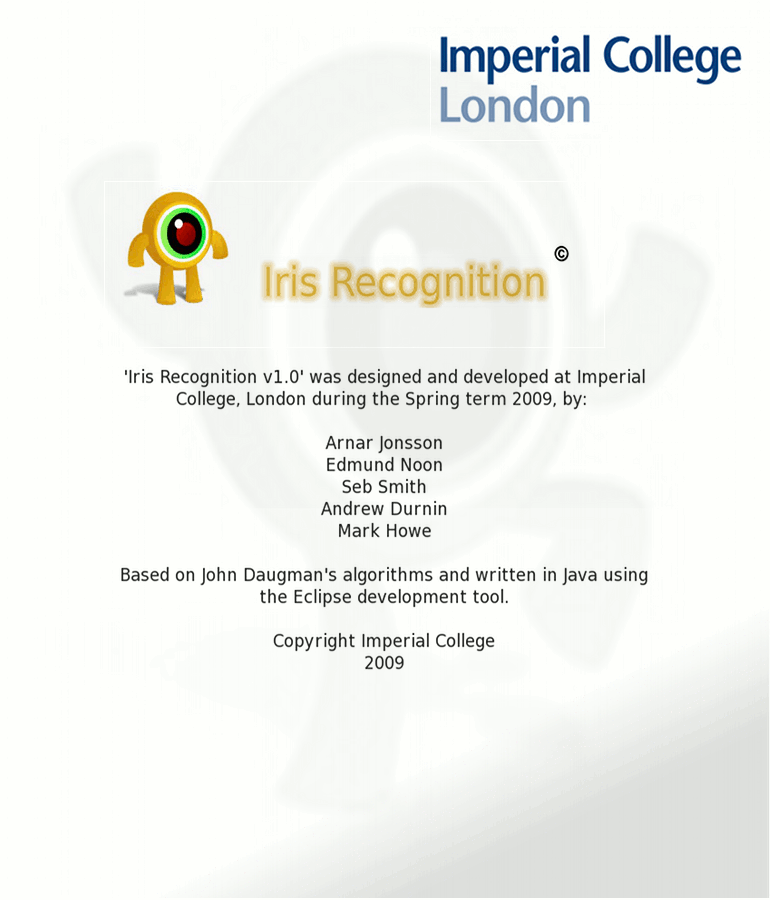 Imperial College
London
Iris Recognition ©
'Iris Recognition v1.0' was designed and developed at Imperial
College, London during the Spring term 2009, by:
Arnar Jonsson
Edmund Noon
Seb Smith
Andrew Durnin
Mark Howe
Based on John Daugman's algorithms and written in Java using
the Eclipse development tool.
Copyright Imperial College
2009